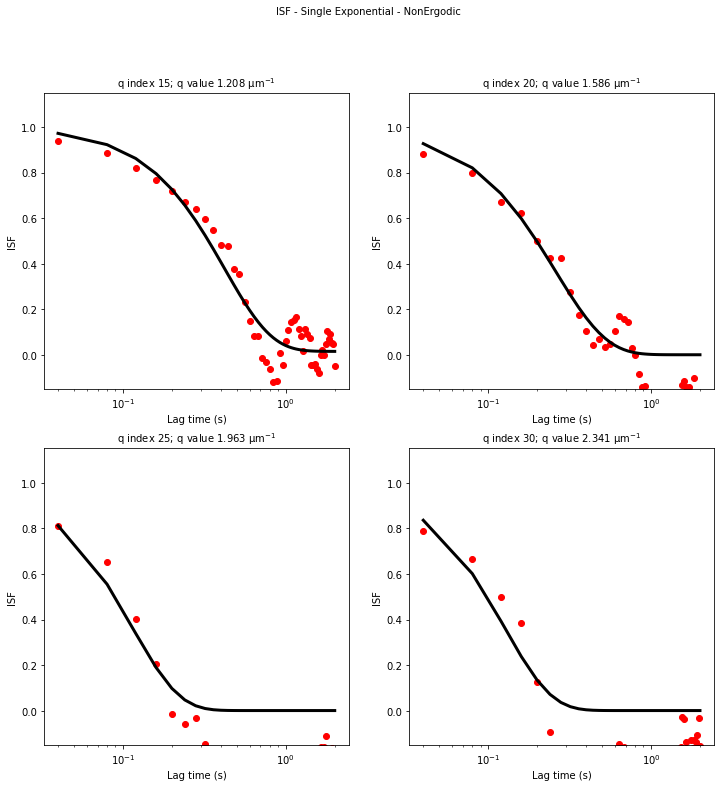 ISF - Single Exponential - NonErgodic
q index 15; q value 1.208 μm⁻¹
q index 20; q value 1.586 μm⁻¹
1.0
0.8
0.6
0.4
0.2
0.0
ISF
10⁻¹
10⁰
Lag time (s)
1.0
0.8
0.6
0.4
0.2
0.0
ISF
10⁻¹
10⁰
Lag time (s)
q index 25; q value 1.963 μm⁻¹
q index 30; q value 2.341 μm⁻¹
1.0
0.8
0.6
0.4
0.2
0.0
ISF
10⁻¹
10⁰
Lag time (s)
1.0
0.8
0.6
0.4
0.2
0.0
ISF
10⁻¹
10⁰
Lag time (s)